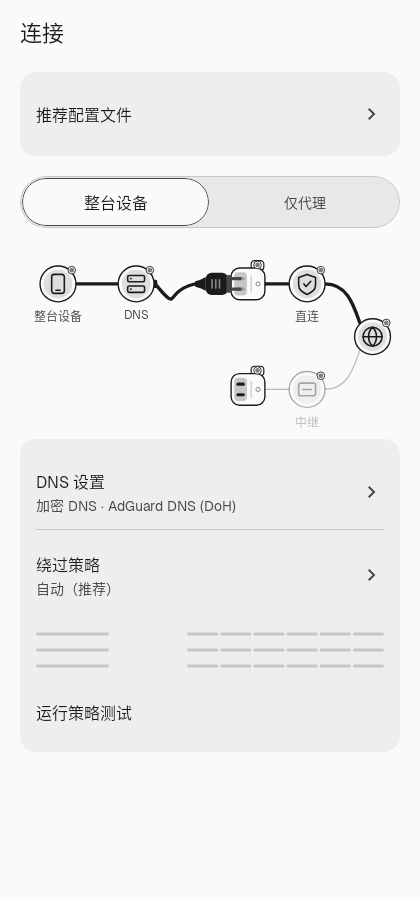 连接
推荐配置文件
整台设备
仅代理
整台设备
DNS
直连
中继
DNS 设置
加密 DNS · AdGuard DNS (DoH)
绕过策略
自动（推荐）
运行策略测试